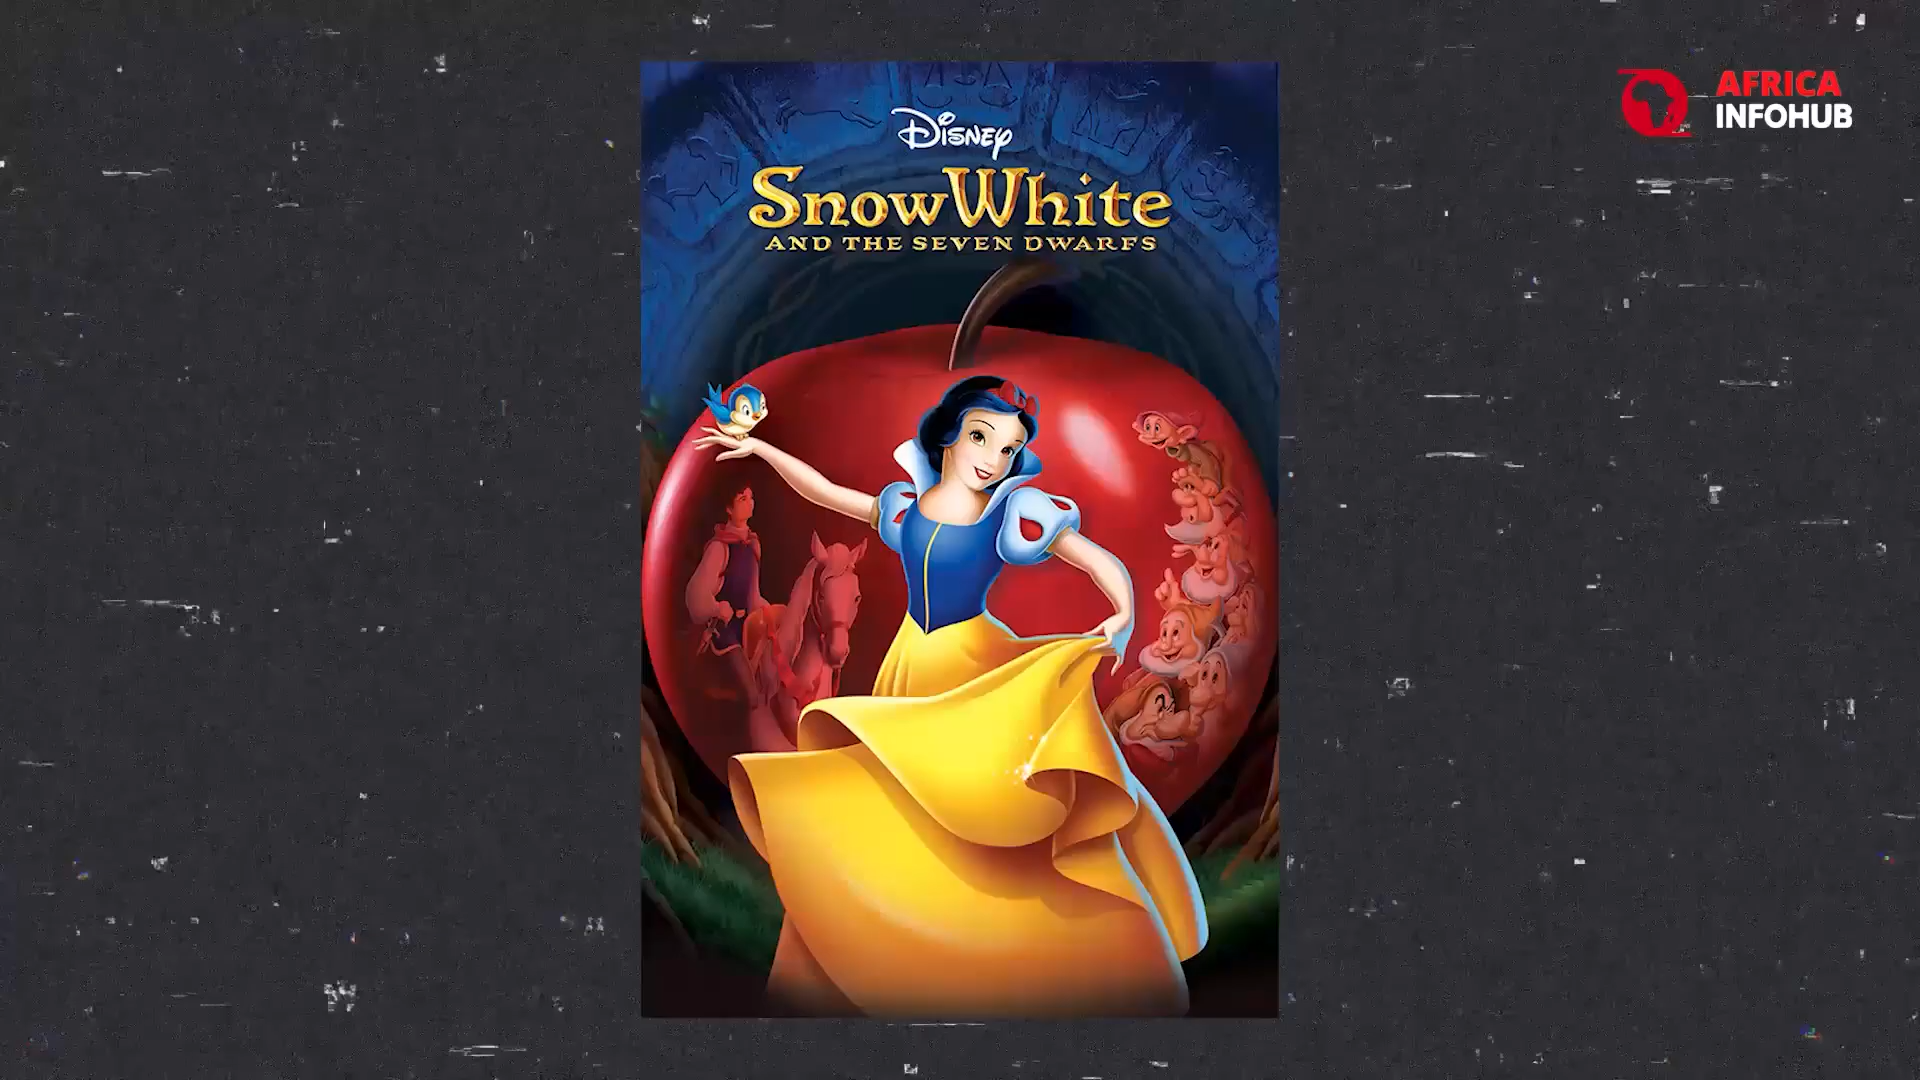 AFRICA
INFOHUB
Disney
Snow White
AND THE SEVEN DWARFS